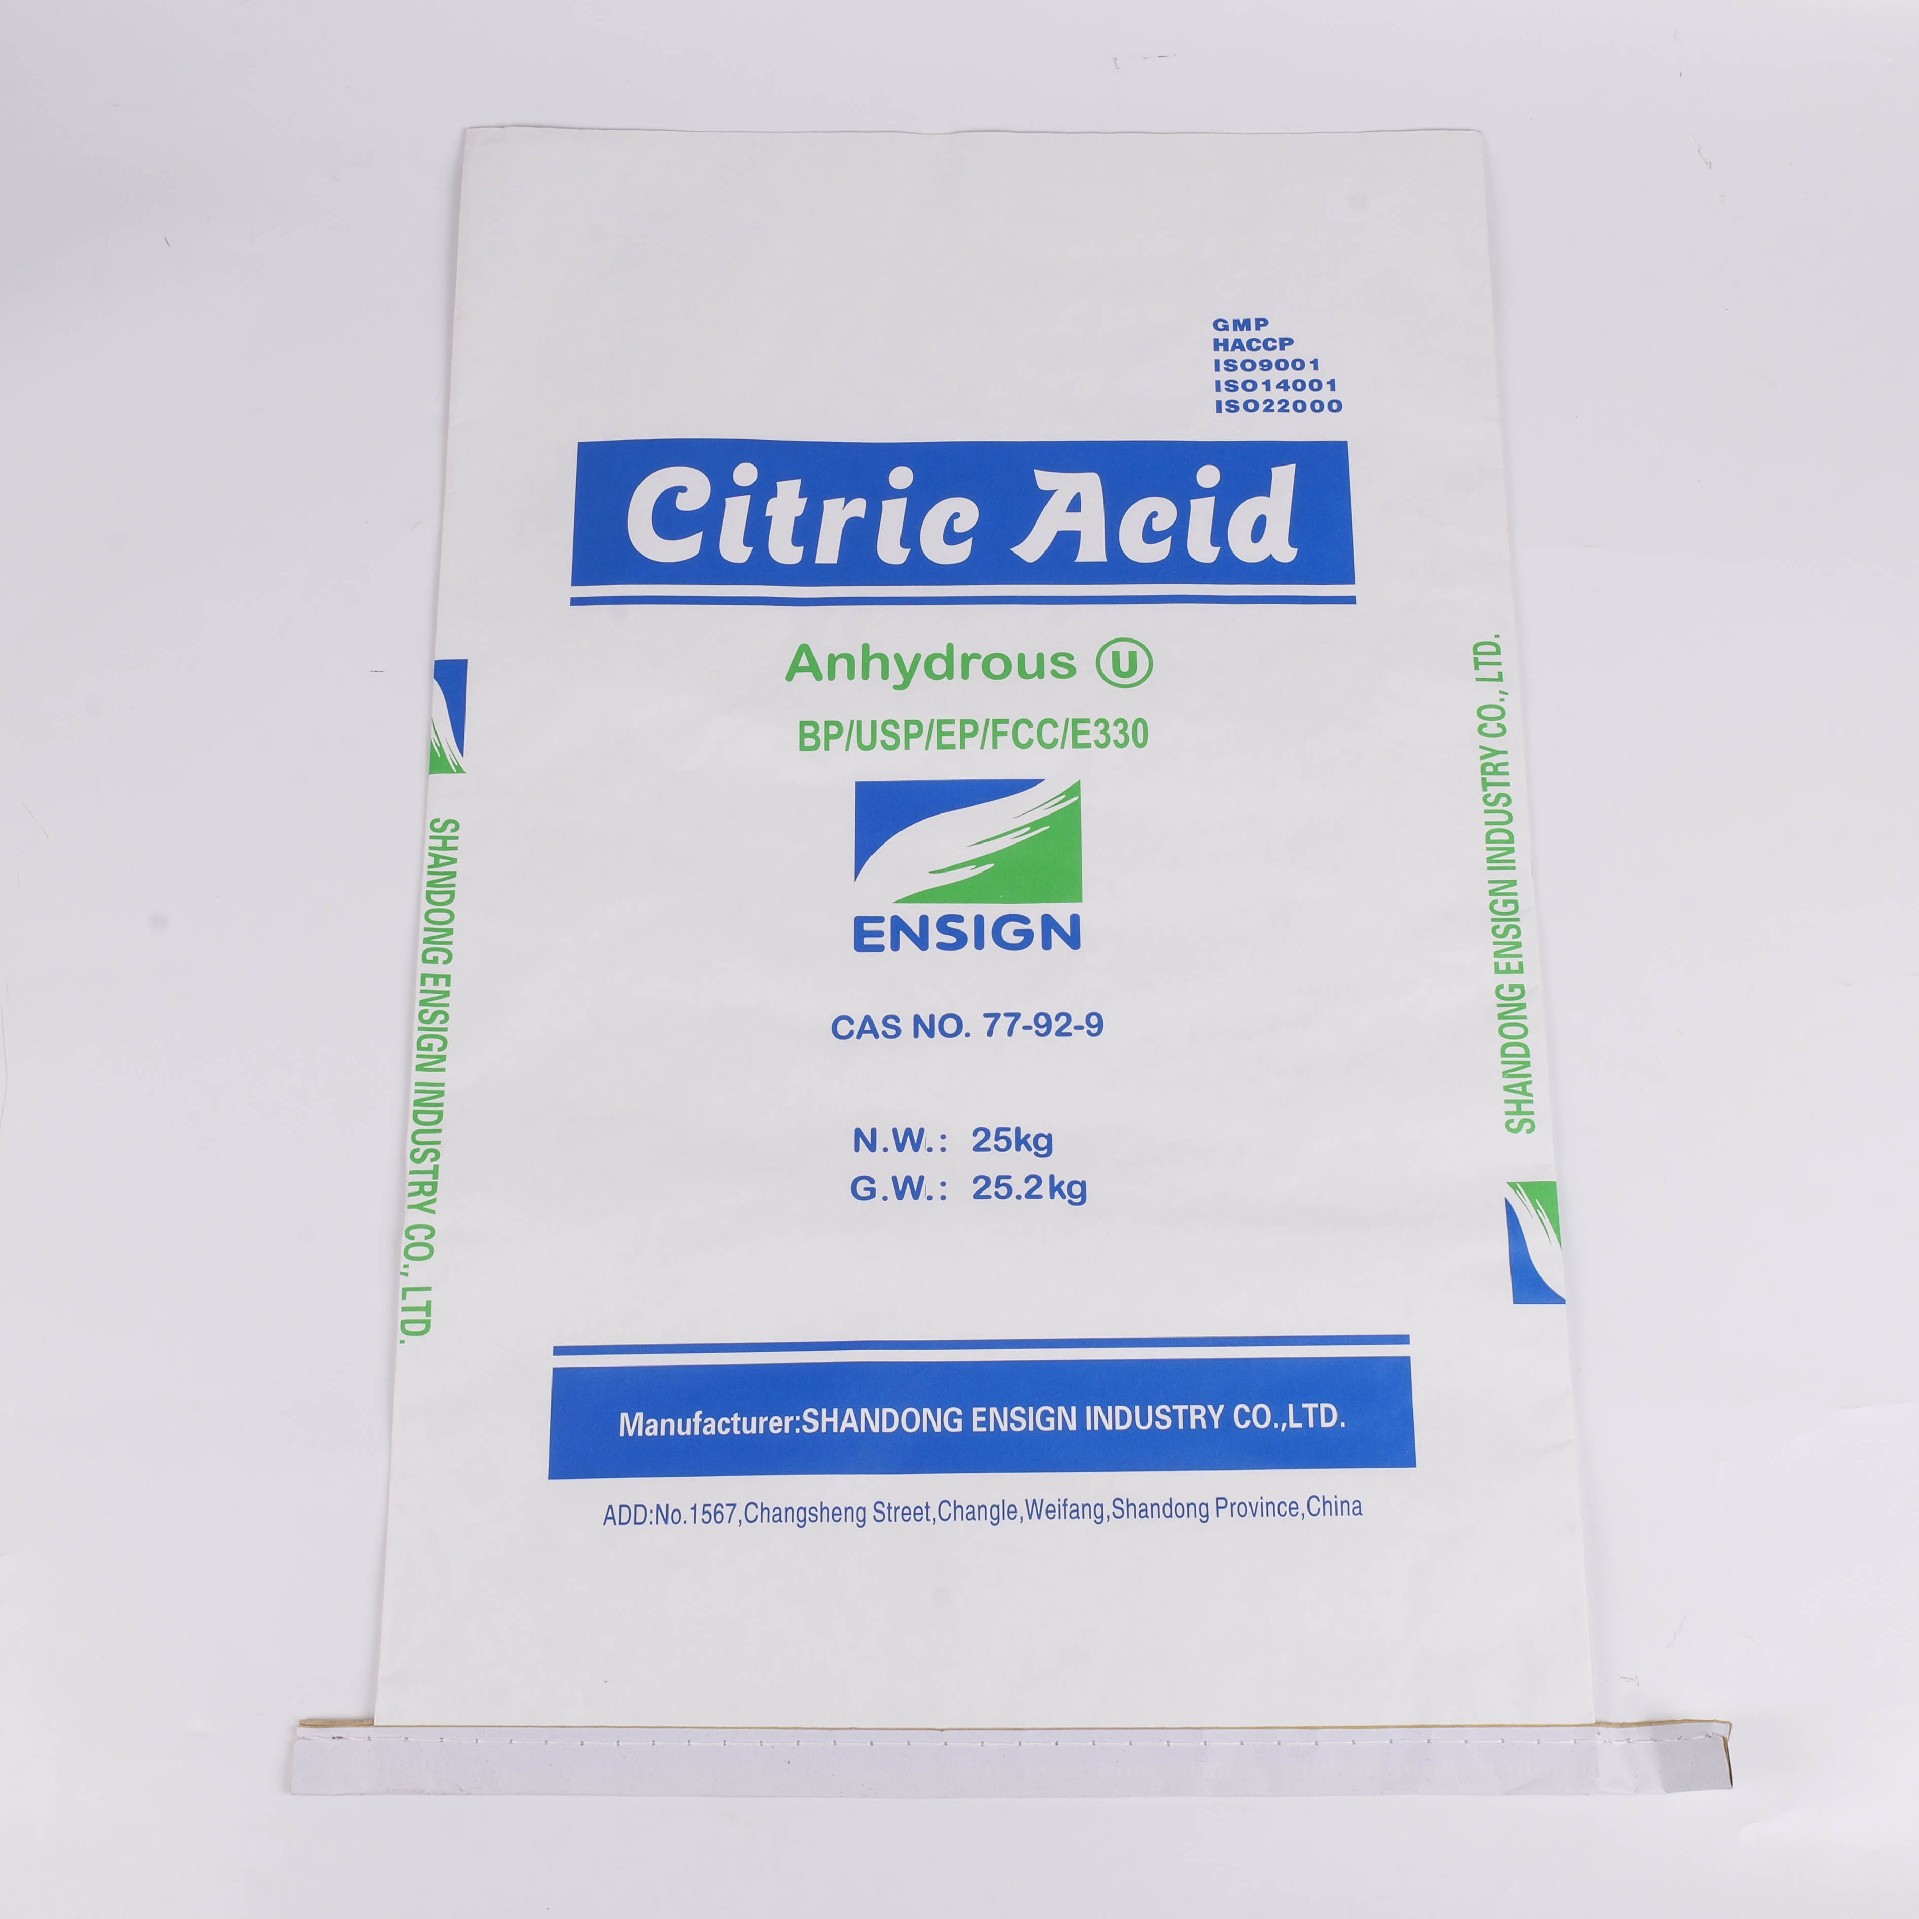 GMP
HACCP
ISO9001
ISO14001
ISO22000
Citric Acid
Anhydrous U
BP/USP/EP/FCC/E330
ENSIGN
CAS NO. 77-92-9
N.W.: 25kg
G.W.: 25.2kg
Manufacturer:SHANDONG ENSIGN INDUSTRY CO.,LTD.
ADD:No.1567,Changsheng Street,Changle,Weifang,Shandong Province,China
SHANDONG ENSIGN INDUSTRY CO., LTD.
SHANDONG ENSIGN INDUSTRY CO., LTD.